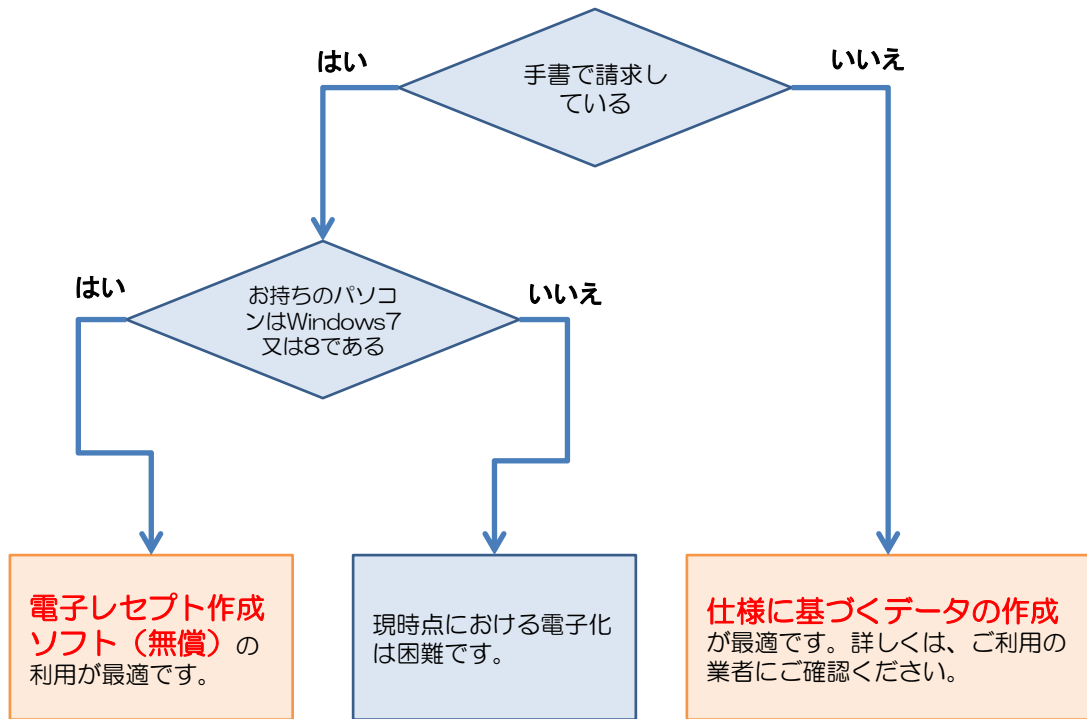 はい
手書で請求し
ている
いいえ
はい
お持ちのパソコ
ンはWindows7
又は8である
いいえ
電子レセプト作成
ソフト（無償）の
利用が最適です。
現時点における電子化
は困難です。
仕様に基づくデータの作成
が最適です。詳しくは、ご利用の
業者にご確認ください。